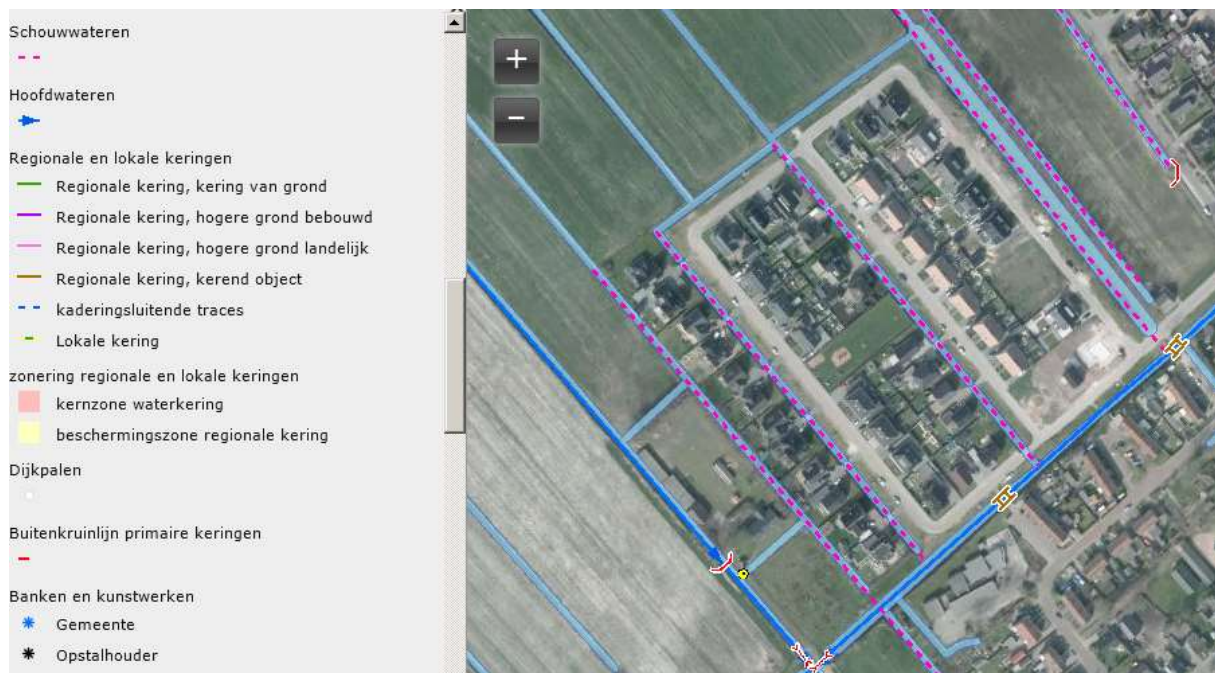 Schouwwateren
Hoofdwateren
Regionale en lokale keringen
Regionale kering, kering van grond
Regionale kering, hogere grond bebouwd
Regionale kering, hogere grond landelijk
Regionale kering, kerend object
kaderingsluitende traces
Lokale kering
zonering regionale en lokale keringen
kernzone waterkering
beschermingszone regionale kering
Dijkpalen
Buitenkruinlijn primaire keringen
Banken en kunstwerken
Gemeente
Opstalhouder
+
−